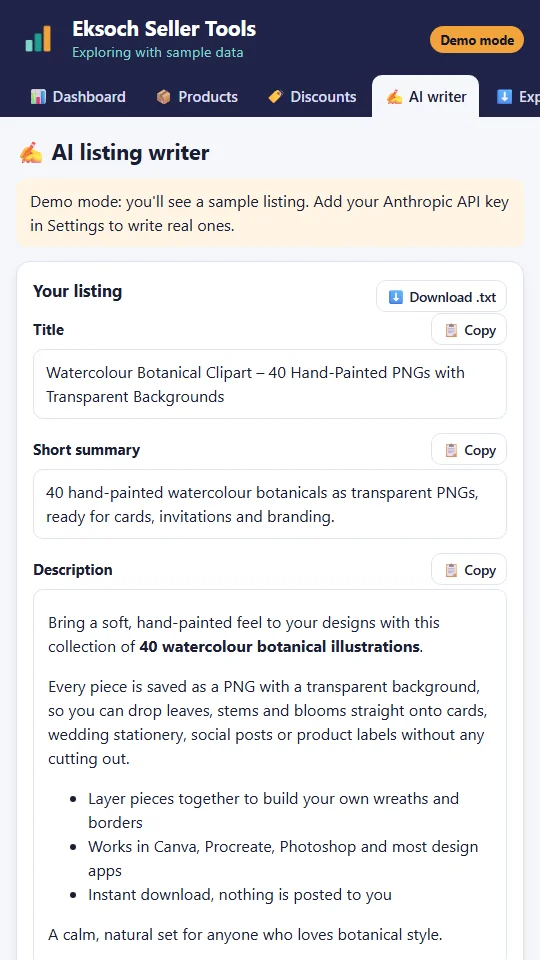 Eksoch Seller Tools
Exploring with sample data
Demo mode
Dashboard
Products
Discounts
AI writer
Exp
AI listing writer
Demo mode: you'll see a sample listing. Add your Anthropic API key
in Settings to write real ones.
Your listing
Download .txt
Title
Copy
Watercolour Botanical Clipart – 40 Hand-Painted PNGs with
Transparent Backgrounds
Short summary
Copy
40 hand-painted watercolour botanicals as transparent PNGs,
ready for cards, invitations and branding.
Description
Copy
Bring a soft, hand-painted feel to your designs with this
collection of 40 watercolour botanical illustrations.
Every piece is saved as a PNG with a transparent background,
so you can drop leaves, stems and blooms straight onto cards,
wedding stationery, social posts or product labels without any
cutting out.
Layer pieces together to build your own wreaths and
borders
Works in Canva, Procreate, Photoshop and most design
apps
Instant download, nothing is posted to you
A calm, natural set for anyone who loves botanical style.